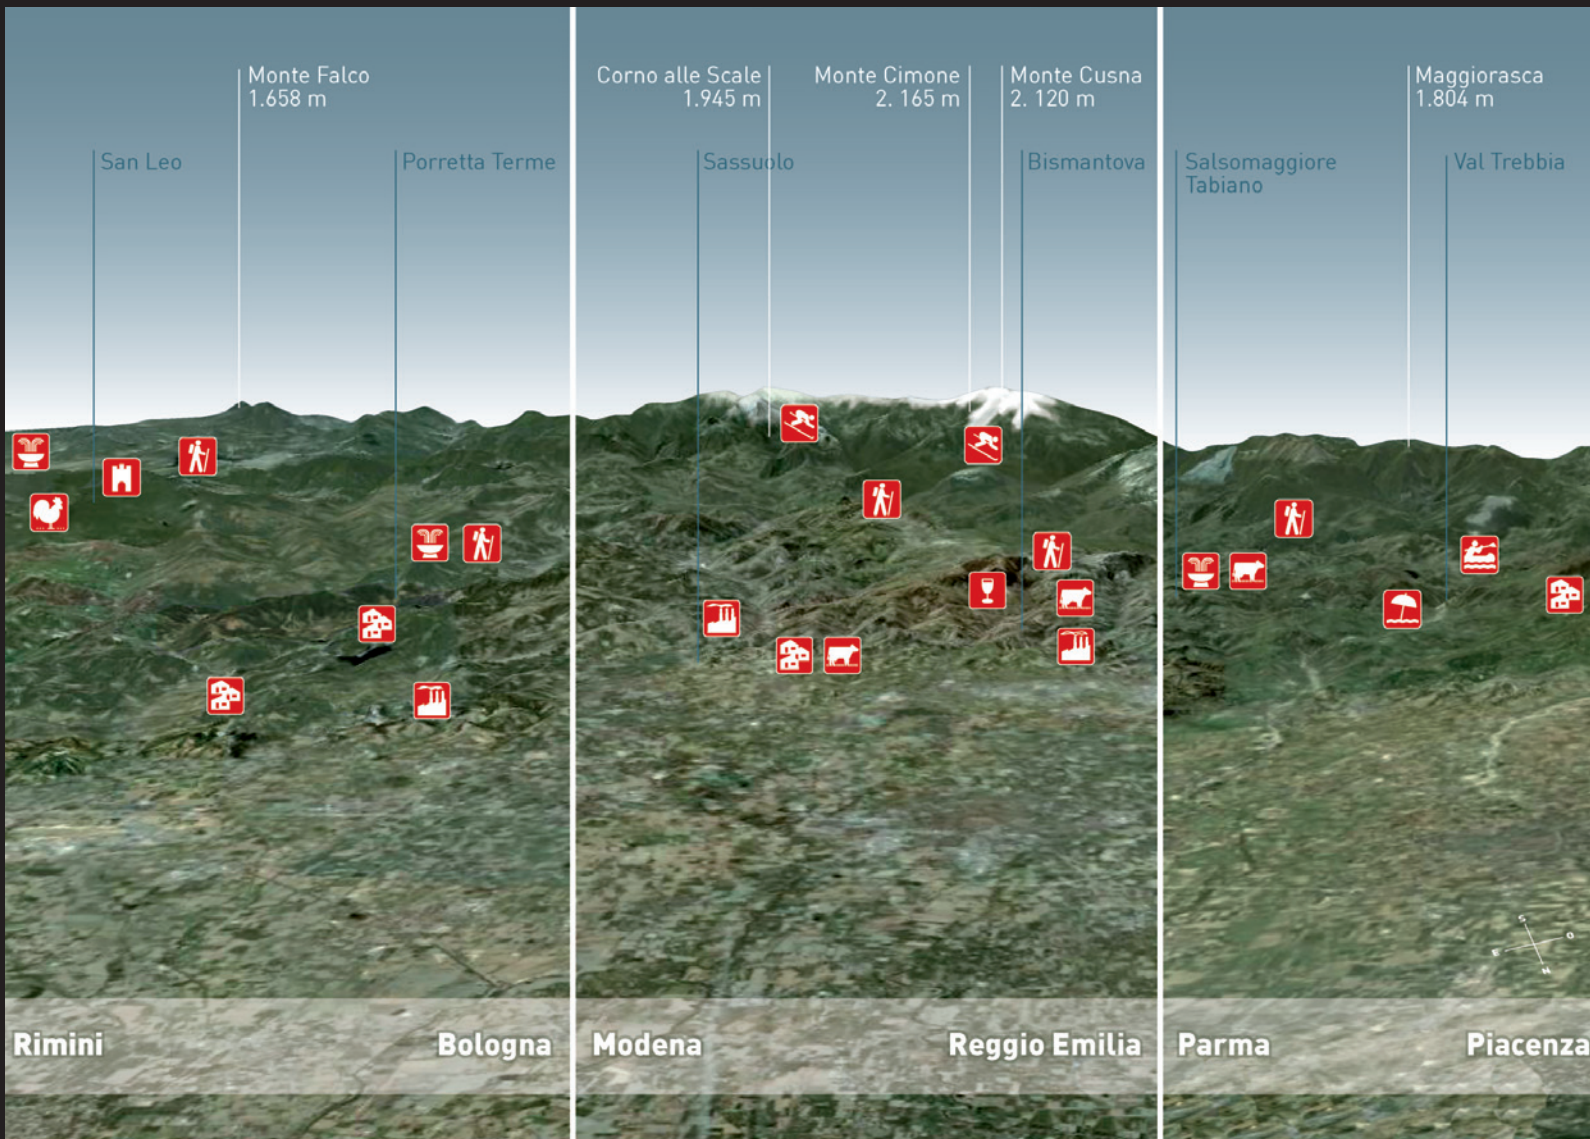 Monte Falco
1.658 m
Corno alle Scale
1.945 m
Monte Cimone
2. 165 m
Monte Cusna
2. 120 m
Maggiorasca
1.804 m
San Leo
Porretta Terme
Sassuolo
Bismantova
Salsomaggiore
Tabiano
Val Trebbia
S
O
E
N
Rimini
Bologna
Modena
Reggio Emilia
Parma
Piacenza